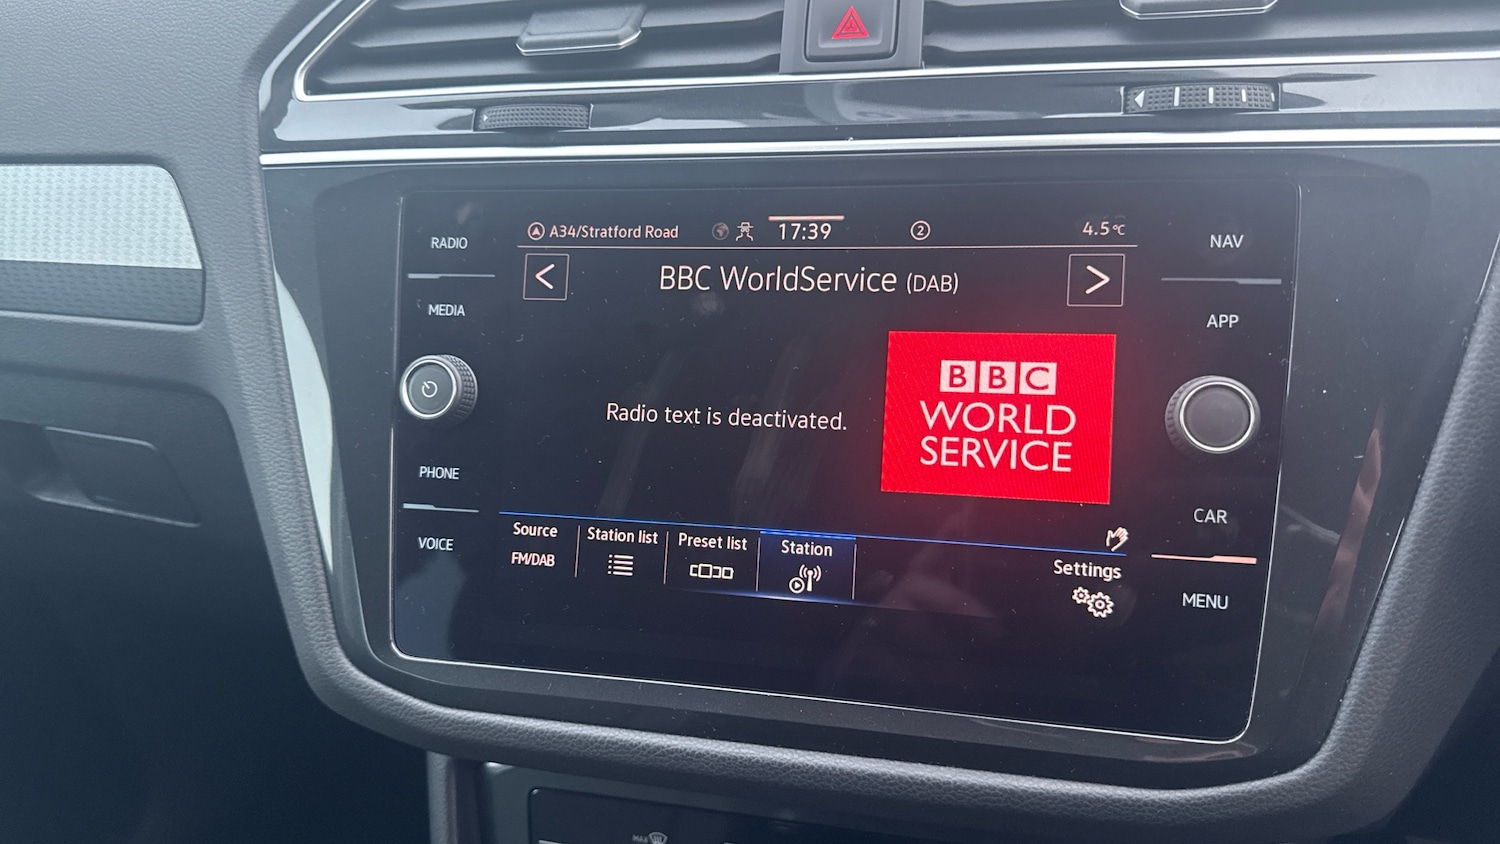 RADIO
MEDIA
PHONE
VOICE
A34/Stratford Road
17:39
2
4.5°C
<
BBC WorldService (DAB)
>
Radio text is deactivated.
BBC
WORLD
SERVICE
Source
FM/DAB
Station list
Preset list
Station
Settings
NAV
APP
CAR
MENU
MAX